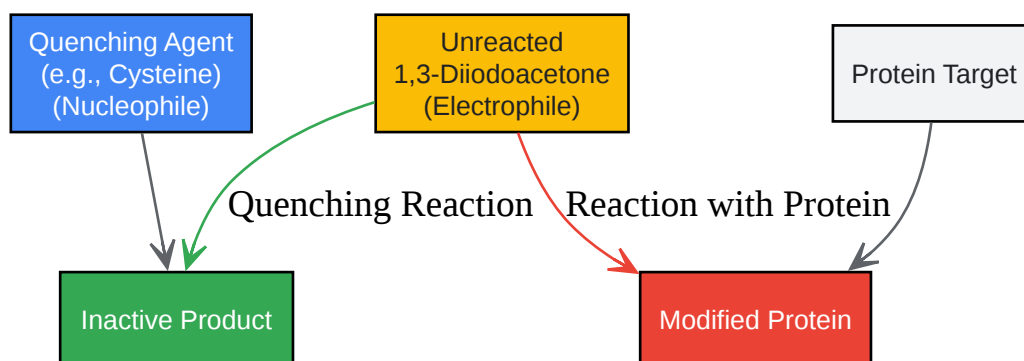 Quenching Agent
(e.g., Cysteine)
(Nucleophile)
Unreacted
1,3-Diiodoacetone
(Electrophile)
Protein Target
Quenching Reaction
Reaction with Protein
Inactive Product
Modified Protein